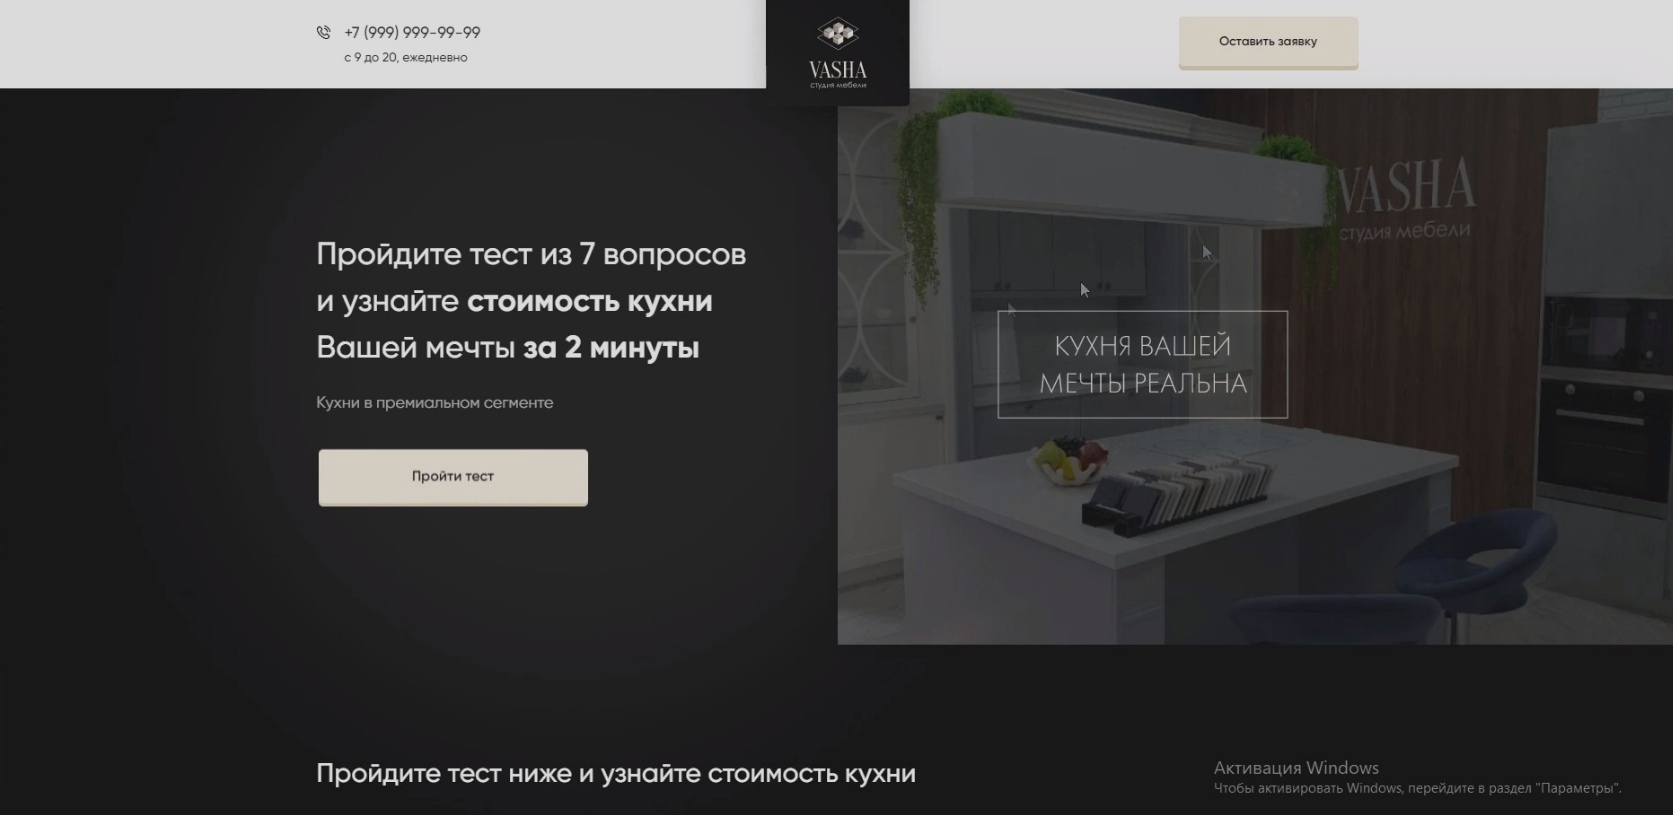 +7 (999) 999-99-99
с 9 до 20, ежедневно
VASHA
студия мебели
Оставить заявку
Пройдите тест из 7 вопросов
и узнайте стоимость кухни
Вашей мечты за 2 минуты
Кухни в премиальном сегменте
Пройти тест
VASHA
студия мебели
КУХНЯ ВАШЕЙ
МЕЧТЫ РЕАЛЬНА
Пройдите тест ниже и узнайте стоимость кухни
Активация Windows
Чтобы активировать Windows, перейдите в раздел "Параметры".